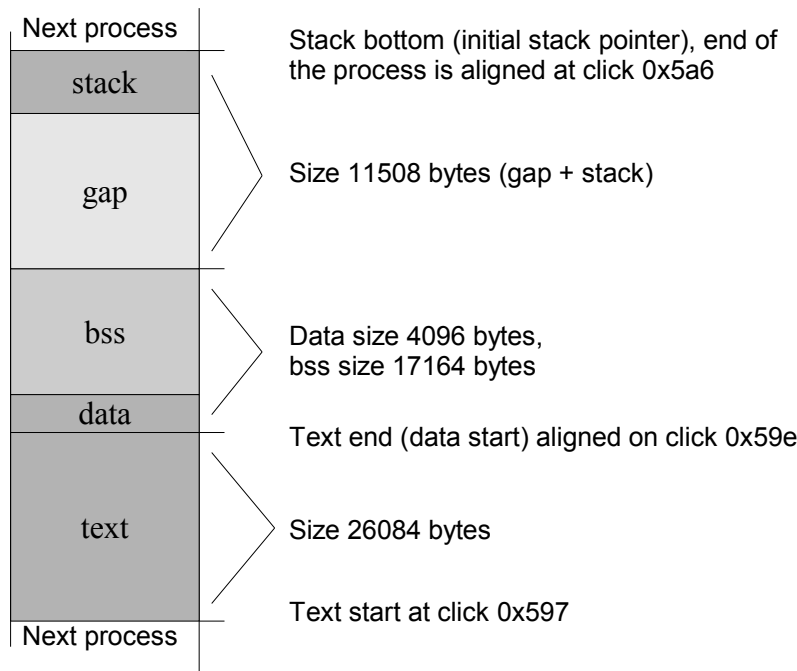 Next process
Stack bottom (initial stack pointer), end of
the process is aligned at click 0x5a6
stack
Size 11508 bytes (gap + stack)
gap
bss
Data size 4096 bytes,
bss size 17164 bytes
data
Text end (data start) aligned on click 0x59e
text
Size 26084 bytes
Text start at click 0x597
Next process